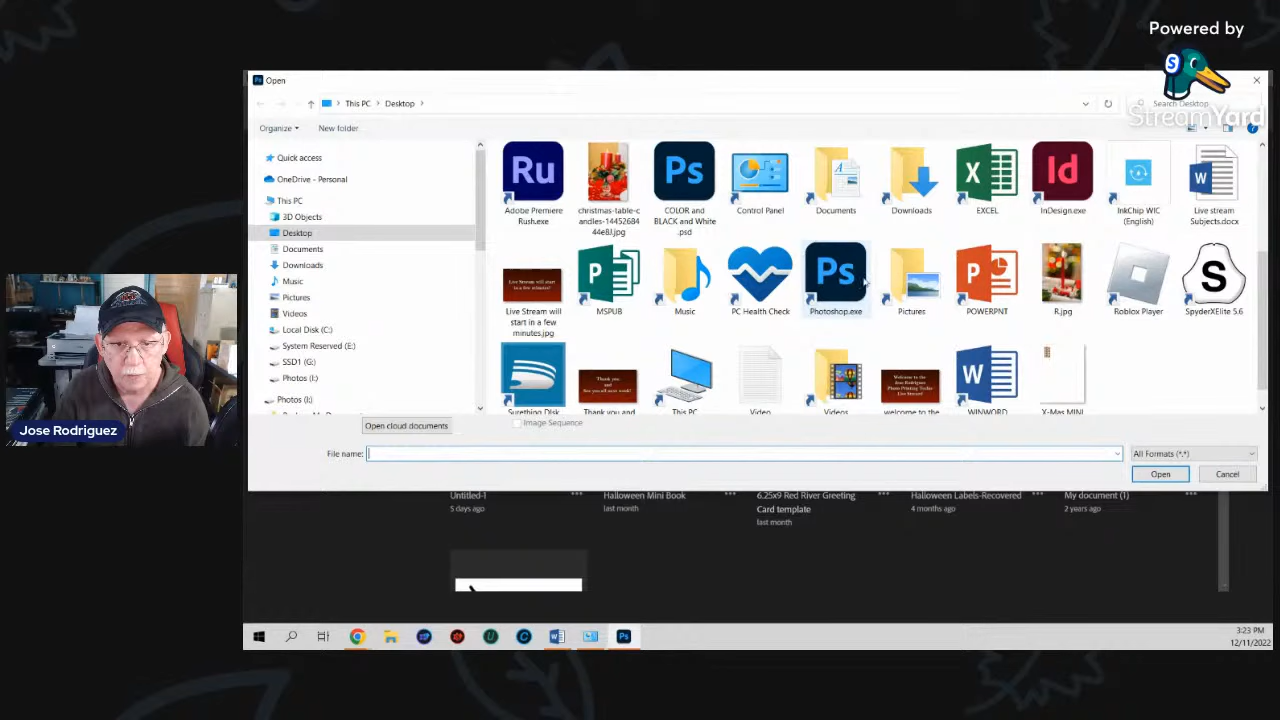 Powered by
StreamYard
Ps Open
This PC
Desktop
Search Desktop
Organize
New folder
Quick access
OneDrive - Personal
This PC
3D Objects
Desktop
Documents
Downloads
Music
Pictures
Videos
Local Disk (C:)
System Reserved (E:)
SSD1 (G:)
Photos (I:)
Photos (I:)
Ru
Adobe Premiere
Rush.exe
christmas-table-c
andles-14452684
44e8J.jpg
Ps
COLOR and
BLACK and White
.psd
Control Panel
Documents
Downloads
X
EXCEL
Id
InDesign.exe
InkChip WIC
(English)
W
Live stream
Subjects.docx
Live Stream will
start in a few
minutes.jpg
P
MSPUB
Music
PC Health Check
Ps
Photoshop.exe
Pictures
P
POWERPNT
R.jpg
Roblox Player
S
SpyderXElite 5.6
Surething Disk
Thank you and
This PC
Video
Videos
welcome to the
W
WINWORD
X-Mas MINI
Open cloud documents
Image Sequence
File name:
All Formats (*.*)
Open
Cancel
Untitled-1
5 days ago
Halloween Mini Book
last month
6.25x9 Red River Greeting
Card template
last month
Halloween Labels-Recovered
4 months ago
My document (1)
2 years ago
Jose Rodriguez
3:23 PM
12/11/2022